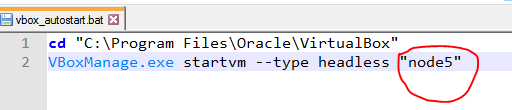 vbox_autostart.bat
1 cd "C:\Program Files\Oracle\VirtualBox"
2 VBoxManage.exe startvm --type headless "node5"